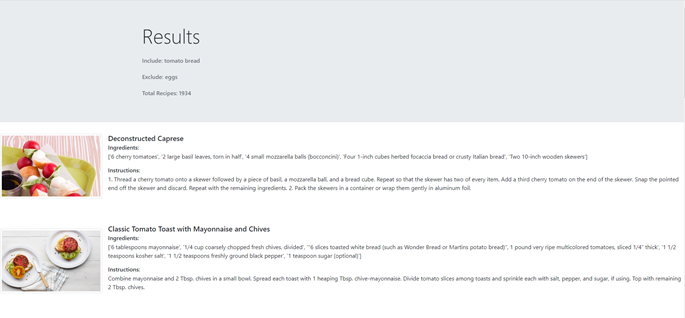 Results
Include: tomato bread
Exclude: eggs
Total Recipes: 1934
Deconstructed Caprese
Ingredients:
['6 cherry tomatoes', '2 large basil leaves, torn in half', '4 small mozzarella balls (bocconcini)', 'Four 1-inch cubes herbed focaccia bread or crusty Italian bread', 'Two 10-inch wooden skewers']
Instructions:
1. Thread a cherry tomato onto a skewer followed by a piece of basil, a mozzarella ball, and a bread cube. Repeat so that the skewer has two of every item. Add a third cherry tomato on the end of the skewer. Snap the pointed
end off the skewer and discard. Repeat with the remaining ingredients. 2. Pack the skewers in a container or wrap them gently in aluminum foil.
Classic Tomato Toast with Mayonnaise and Chives
Ingredients:
['6 tablespoons mayonnaise', '1/4 cup coarsely chopped fresh chives, divided', '"6 slices toasted white bread (such as Wonder Bread or Martins potato bread)", 1 pound very ripe multicolored tomatoes, sliced 1/4" thick', '1 1/2
teaspoons kosher salt', '1 1/2 teaspoons freshly ground black pepper', '1 teaspoon sugar (optional)']
Instructions:
Combine mayonnaise and 2 Tbsp. chives in a small bowl. Spread each toast with 1 heaping Tbsp. chive-mayonnaise. Divide tomato slices among toasts and sprinkle each with salt, pepper, and sugar, if using. Top with remaining
2 Tbsp. chives.